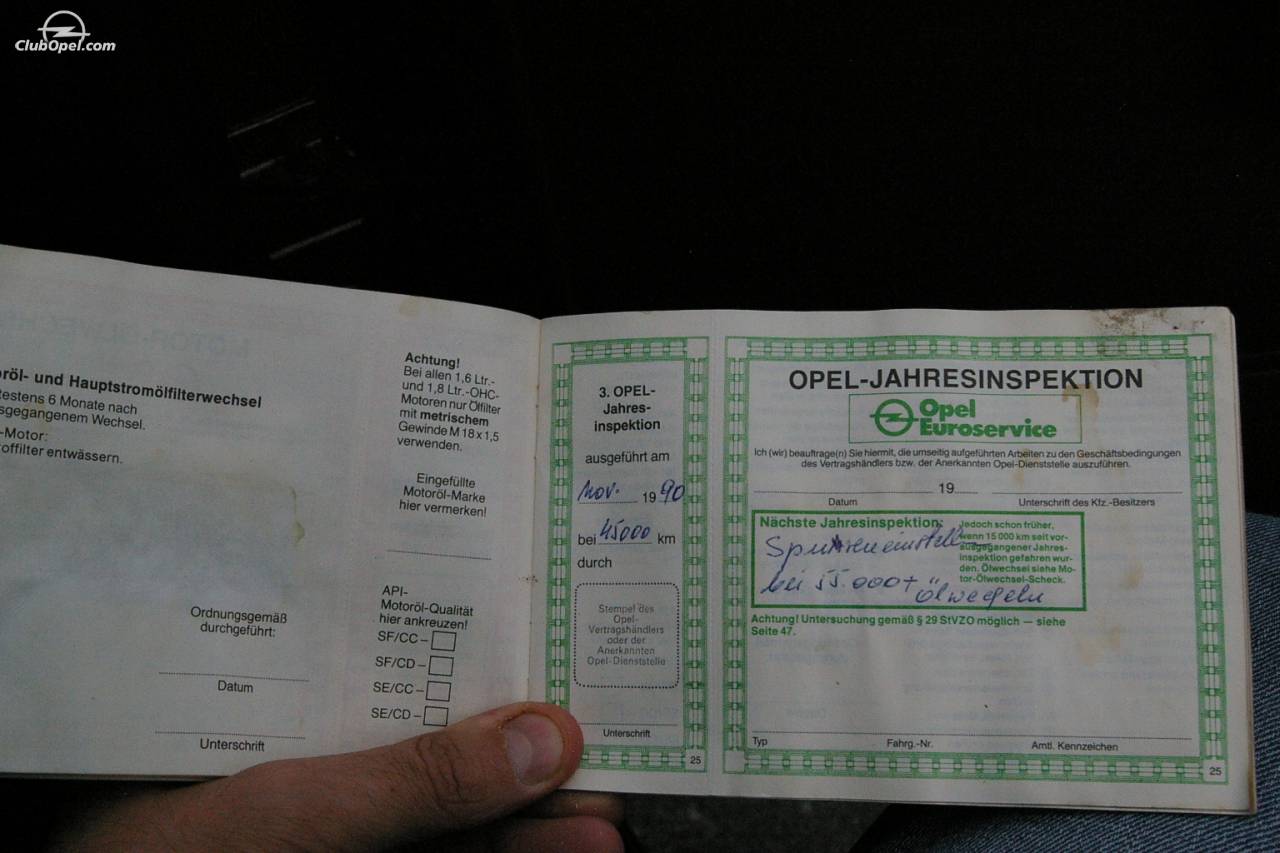 ClubOpel.com
und Hauptstromölfilterwechsel
6 Monate nach
Wechsel.
-Motor:
entwässern.
Ordnungsgemäß
durchgeführt:
Datum
Unterschrift
Achtung!
Bei allen 1,6 Ltr.-
und 1,8 Ltr.-OHC-
Motoren nur Ölfilter
mit metrischem
Gewinde M 18 x 1,5
verwenden.
Eingefüllte
Motoröl-Marke
hier vermerken!
API-
Motoröl-Qualität
hier ankreuzen!
SF/CC –
SF/CD –
SE/CC –
SE/CD –
3. OPEL-
Jahres-
inspektion
ausgeführt am
Nov. 1990
bei 45000 km
durch
Stempel des
Opel-
Vertragshändlers
oder der
Anerkannten
Opel-Dienststelle
Unterschrift
25
OPEL-JAHRESINSPEKTION
Opel
Euroservice
Ich (wir) beauftrage(n) Sie hiermit, die umseitig aufgeführten Arbeiten zu den Geschäftsbedingungen
des Vertragshändlers bzw. der Anerkannten Opel-Dienststelle auszuführen.
19
Datum
Unterschrift des Kfz.-Besitzers
Nächste Jahresinspektion:
Jedoch schon früher,
wenn 15 000 km seit vor-
ausgegangener Jahres-
inspektion gefahren wur-
den. Ölwechsel siehe Mo-
tor-Ölwechsel-Scheck.
bei 55.000 +
Achtung! Untersuchung gemäß § 29 StVZO möglich — siehe
Seite 47.
Typ
Fahrg.-Nr.
Amtl. Kennzeichen
25